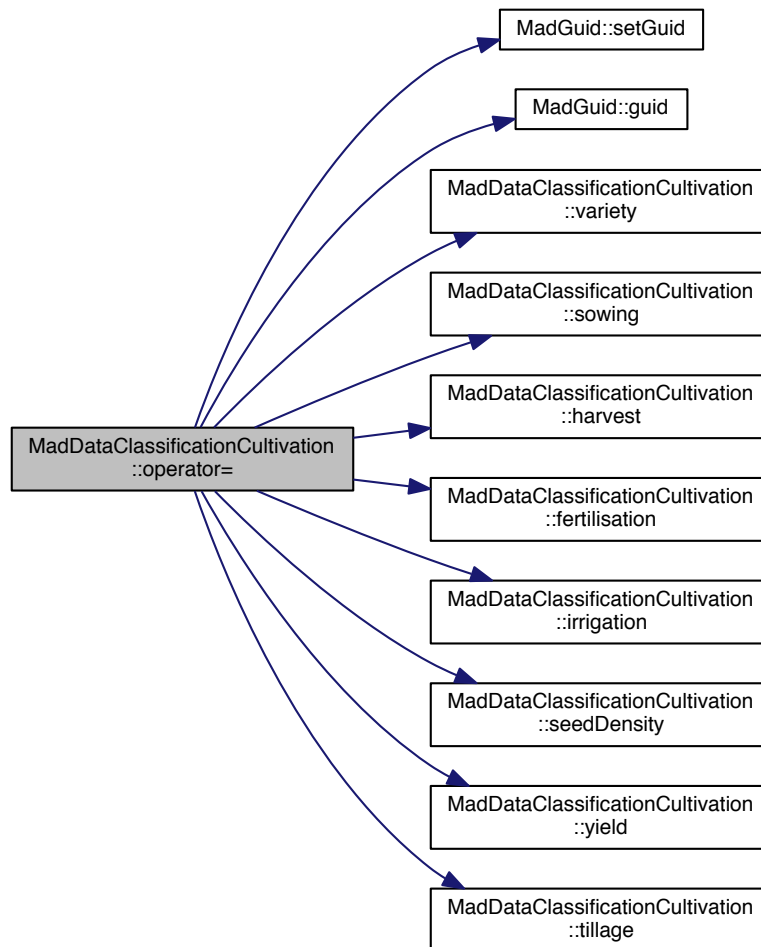 MadGuid::setGuid
MadGuid::guid
MadDataClassificationCultivation
::variety
MadDataClassificationCultivation
::sowing
MadDataClassificationCultivation
::harvest
MadDataClassificationCultivation
::operator=
MadDataClassificationCultivation
::fertilisation
MadDataClassificationCultivation
::irrigation
MadDataClassificationCultivation
::seedDensity
MadDataClassificationCultivation
::yield
MadDataClassificationCultivation
::tillage